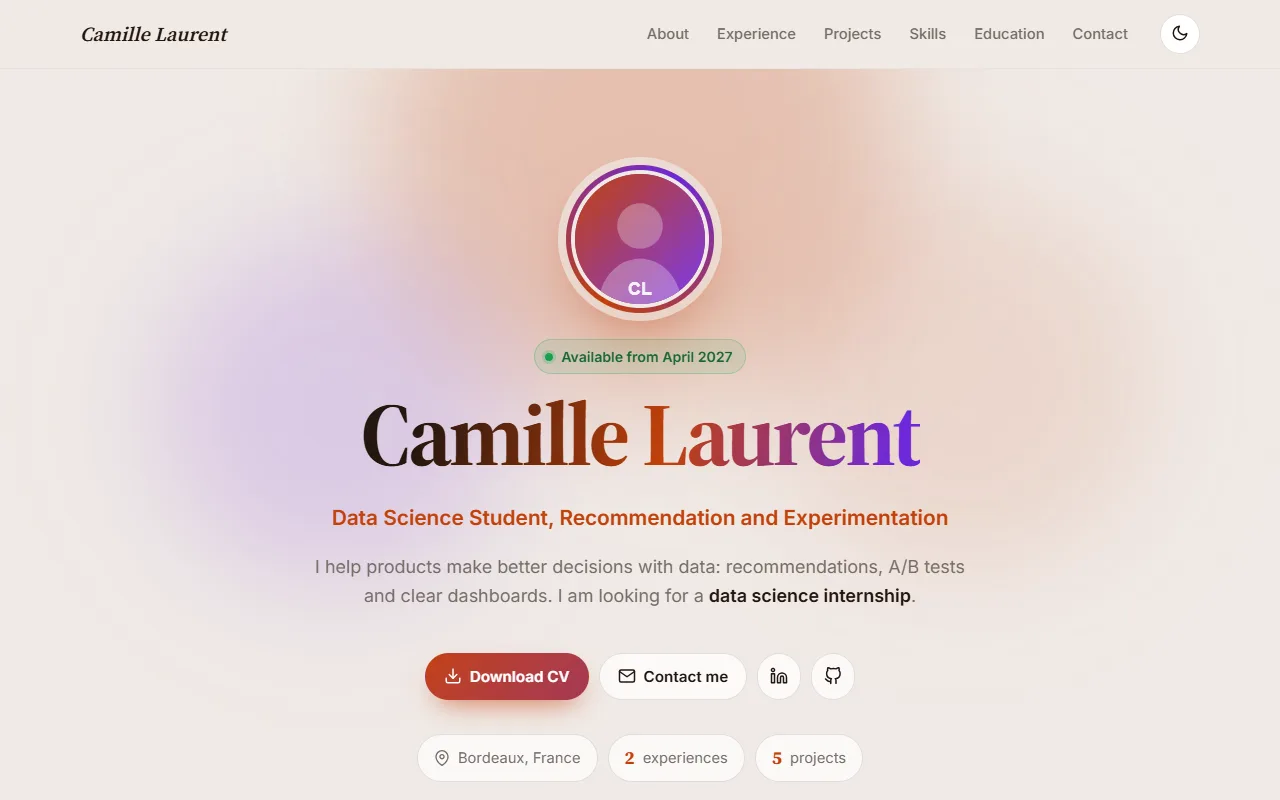 Camille Laurent
About
Experience
Projects
Skills
Education
Contact
CL
Available from April 2027
Camille Laurent
Data Science Student, Recommendation and Experimentation
I help products make better decisions with data: recommendations, A/B tests
and clear dashboards. I am looking for a data science internship.
Download CV
Contact me
Bordeaux, France
2 experiences
5 projects